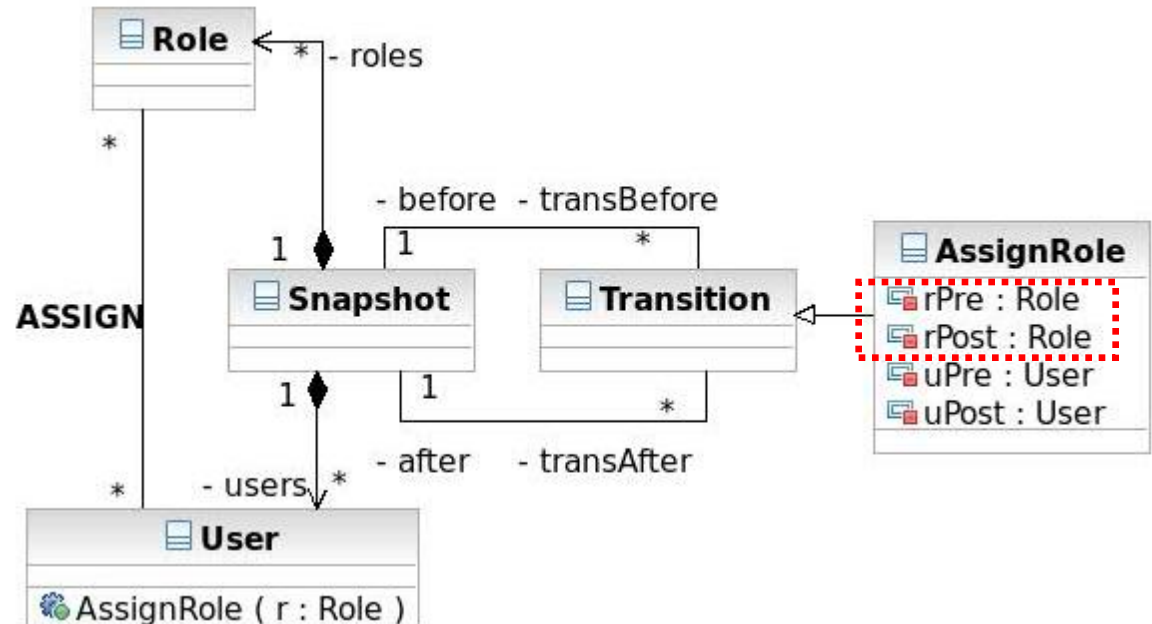 Role
* - roles
*
- before - transBefore
1
1
*
AssignRole
Snapshot
Transition
rPre : Role
rPost : Role
uPre : User
uPost : User
ASSIGN
1
1
*
- after - transAfter
*
- users
*
User
AssignRole ( r : Role )